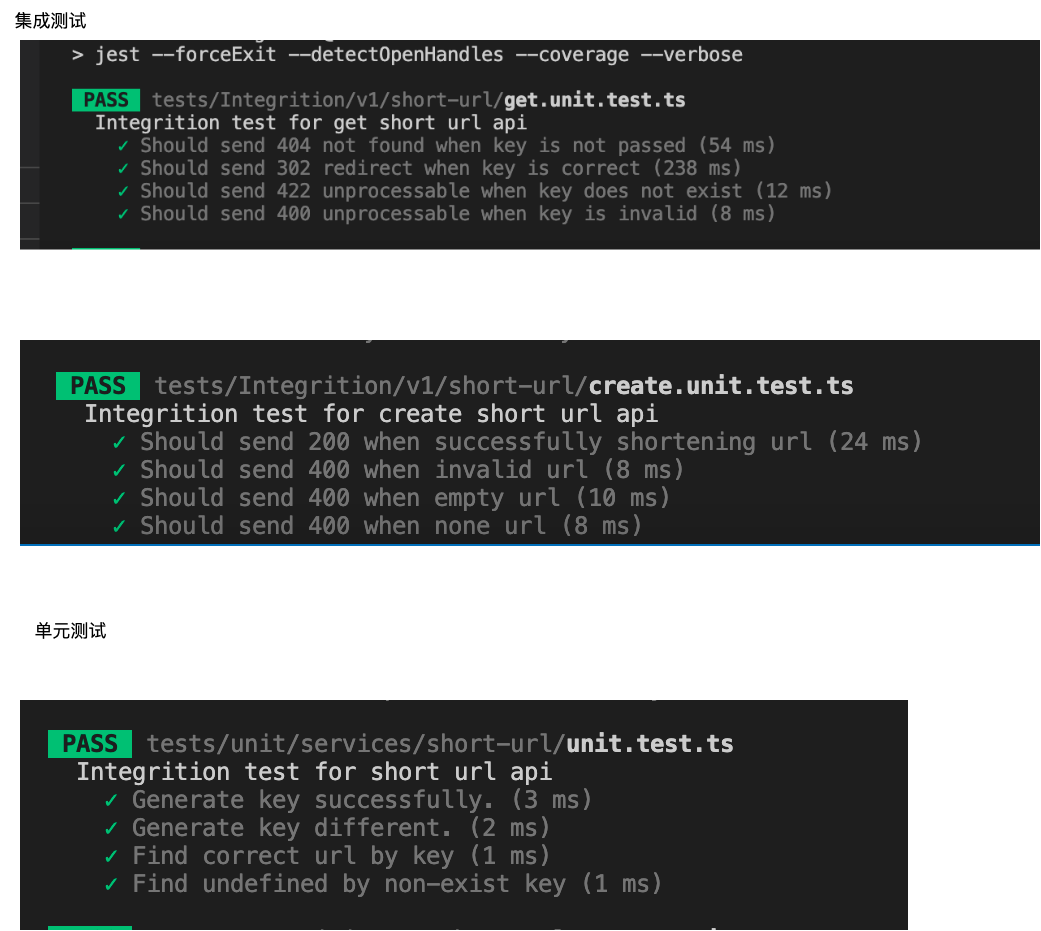 集成测试
> jest --forceExit --detectOpenHandles --coverage --verbose
PASS tests/Integrition/v1/short-url/get.unit.test.ts
Integrition test for get short url api
✓ Should send 404 not found when key is not passed (54 ms)
✓ Should send 302 redirect when key is correct (238 ms)
✓ Should send 422 unprocessable when key does not exist (12 ms)
✓ Should send 400 unprocessable when key is invalid (8 ms)
PASS tests/Integrition/v1/short-url/create.unit.test.ts
Integrition test for create short url api
✓ Should send 200 when successfully shortening url (24 ms)
✓ Should send 400 when invalid url (8 ms)
✓ Should send 400 when empty url (10 ms)
✓ Should send 400 when none url (8 ms)
单元测试
PASS tests/unit/services/short-url/unit.test.ts
Integrition test for short url api
✓ Generate key successfully. (3 ms)
✓ Generate key different. (2 ms)
✓ Find correct url by key (1 ms)
✓ Find undefined by non-exist key (1 ms)